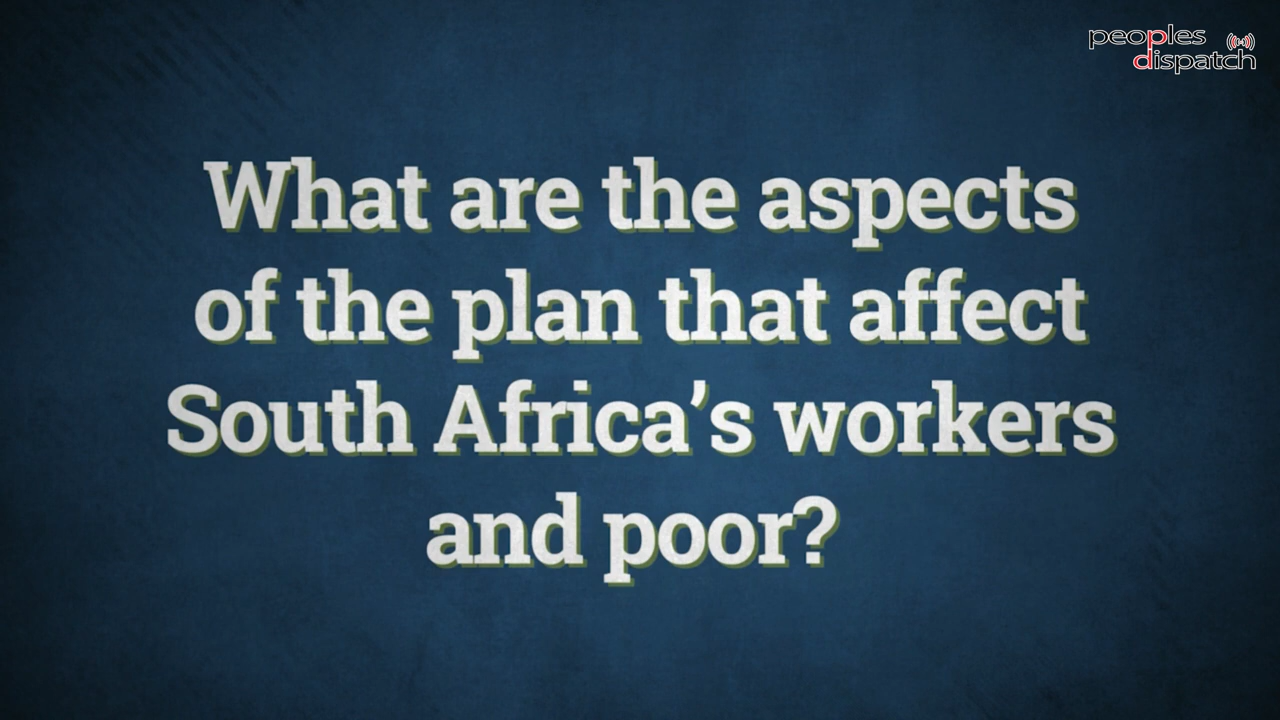 peoples
dispatch
What are the aspects
of the plan that affect
South Africa’s workers
and poor?